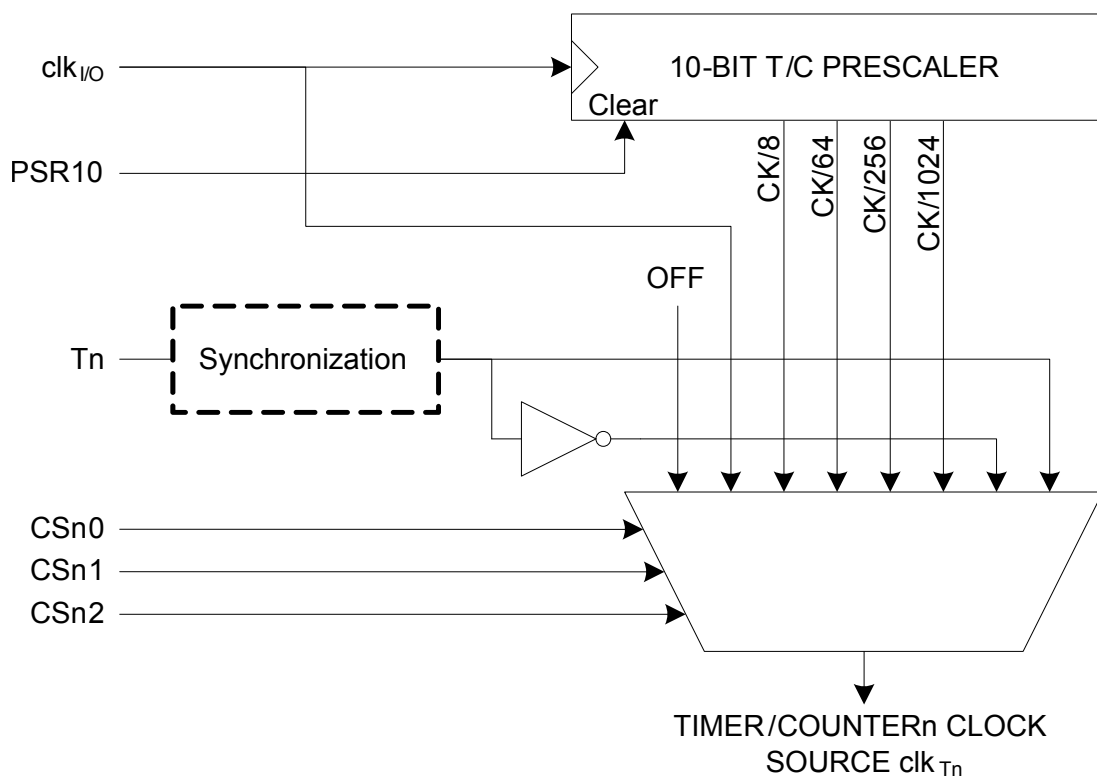 clkI/O
10-BIT T/C PRESCALER
Clear
PSR10
CK/8
CK/64
CK/256
CK/1024
OFF
Tn
Synchronization
CSn0
CSn1
CSn2
TIMER/COUNTERn CLOCK
SOURCE clkTn